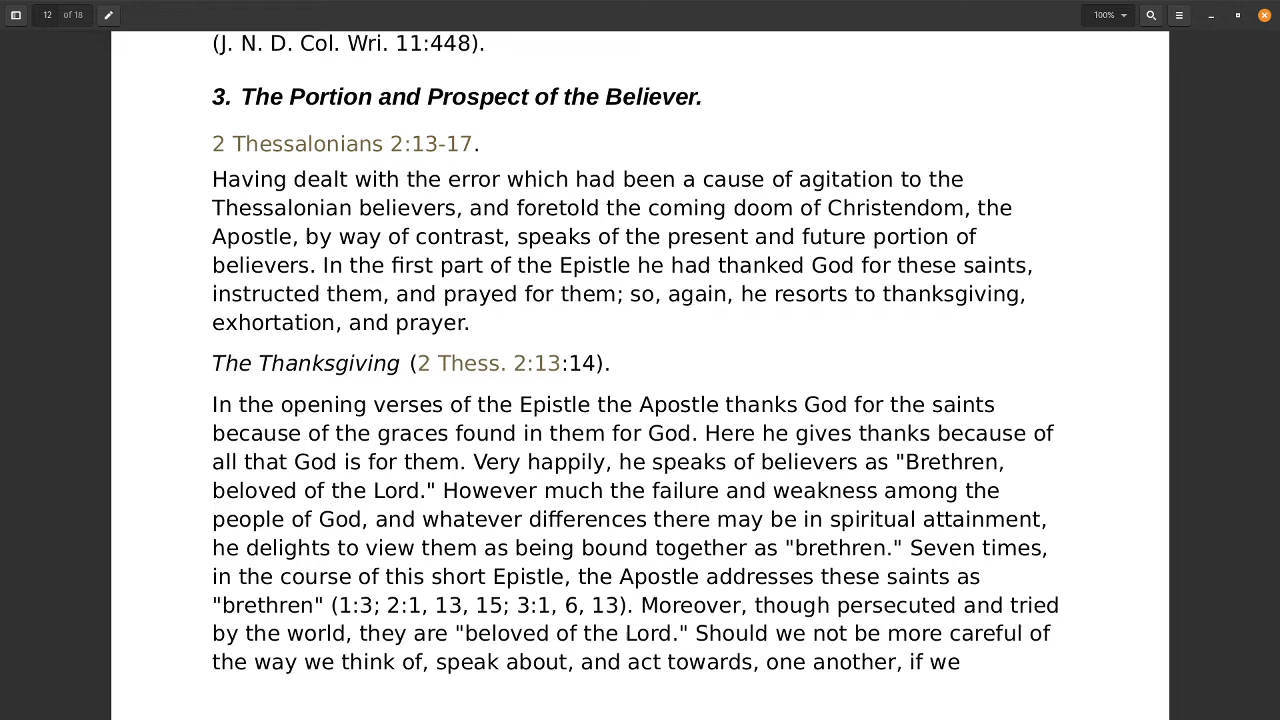 12 of 18
100%
(J. N. D. Col. Wri. 11:448).
3. The Portion and Prospect of the Believer.
2 Thessalonians 2:13-17.
Having dealt with the error which had been a cause of agitation to the
Thessalonian believers, and foretold the coming doom of Christendom, the
Apostle, by way of contrast, speaks of the present and future portion of
believers. In the first part of the Epistle he had thanked God for these saints,
instructed them, and prayed for them; so, again, he resorts to thanksgiving,
exhortation, and prayer.
The Thanksgiving (2 Thess. 2:13:14).
In the opening verses of the Epistle the Apostle thanks God for the saints
because of the graces found in them for God. Here he gives thanks because of
all that God is for them. Very happily, he speaks of believers as "Brethren,
beloved of the Lord." However much the failure and weakness among the
people of God, and whatever differences there may be in spiritual attainment,
he delights to view them as being bound together as "brethren." Seven times,
in the course of this short Epistle, the Apostle addresses these saints as
"brethren" (1:3; 2:1, 13, 15; 3:1, 6, 13). Moreover, though persecuted and tried
by the world, they are "beloved of the Lord." Should we not be more careful of
the way we think of, speak about, and act towards, one another, if we